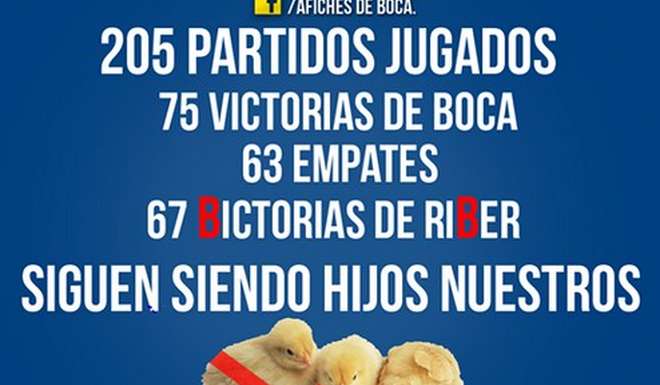 /AFICHES DE BOCA.
205 PARTIDOS JUGADOS
75 VICTORIAS DE BOCA
63 EMPATES
67 BICTORIAS DE RIBER
SIGUEN SIENDO HIJOS NUESTROS